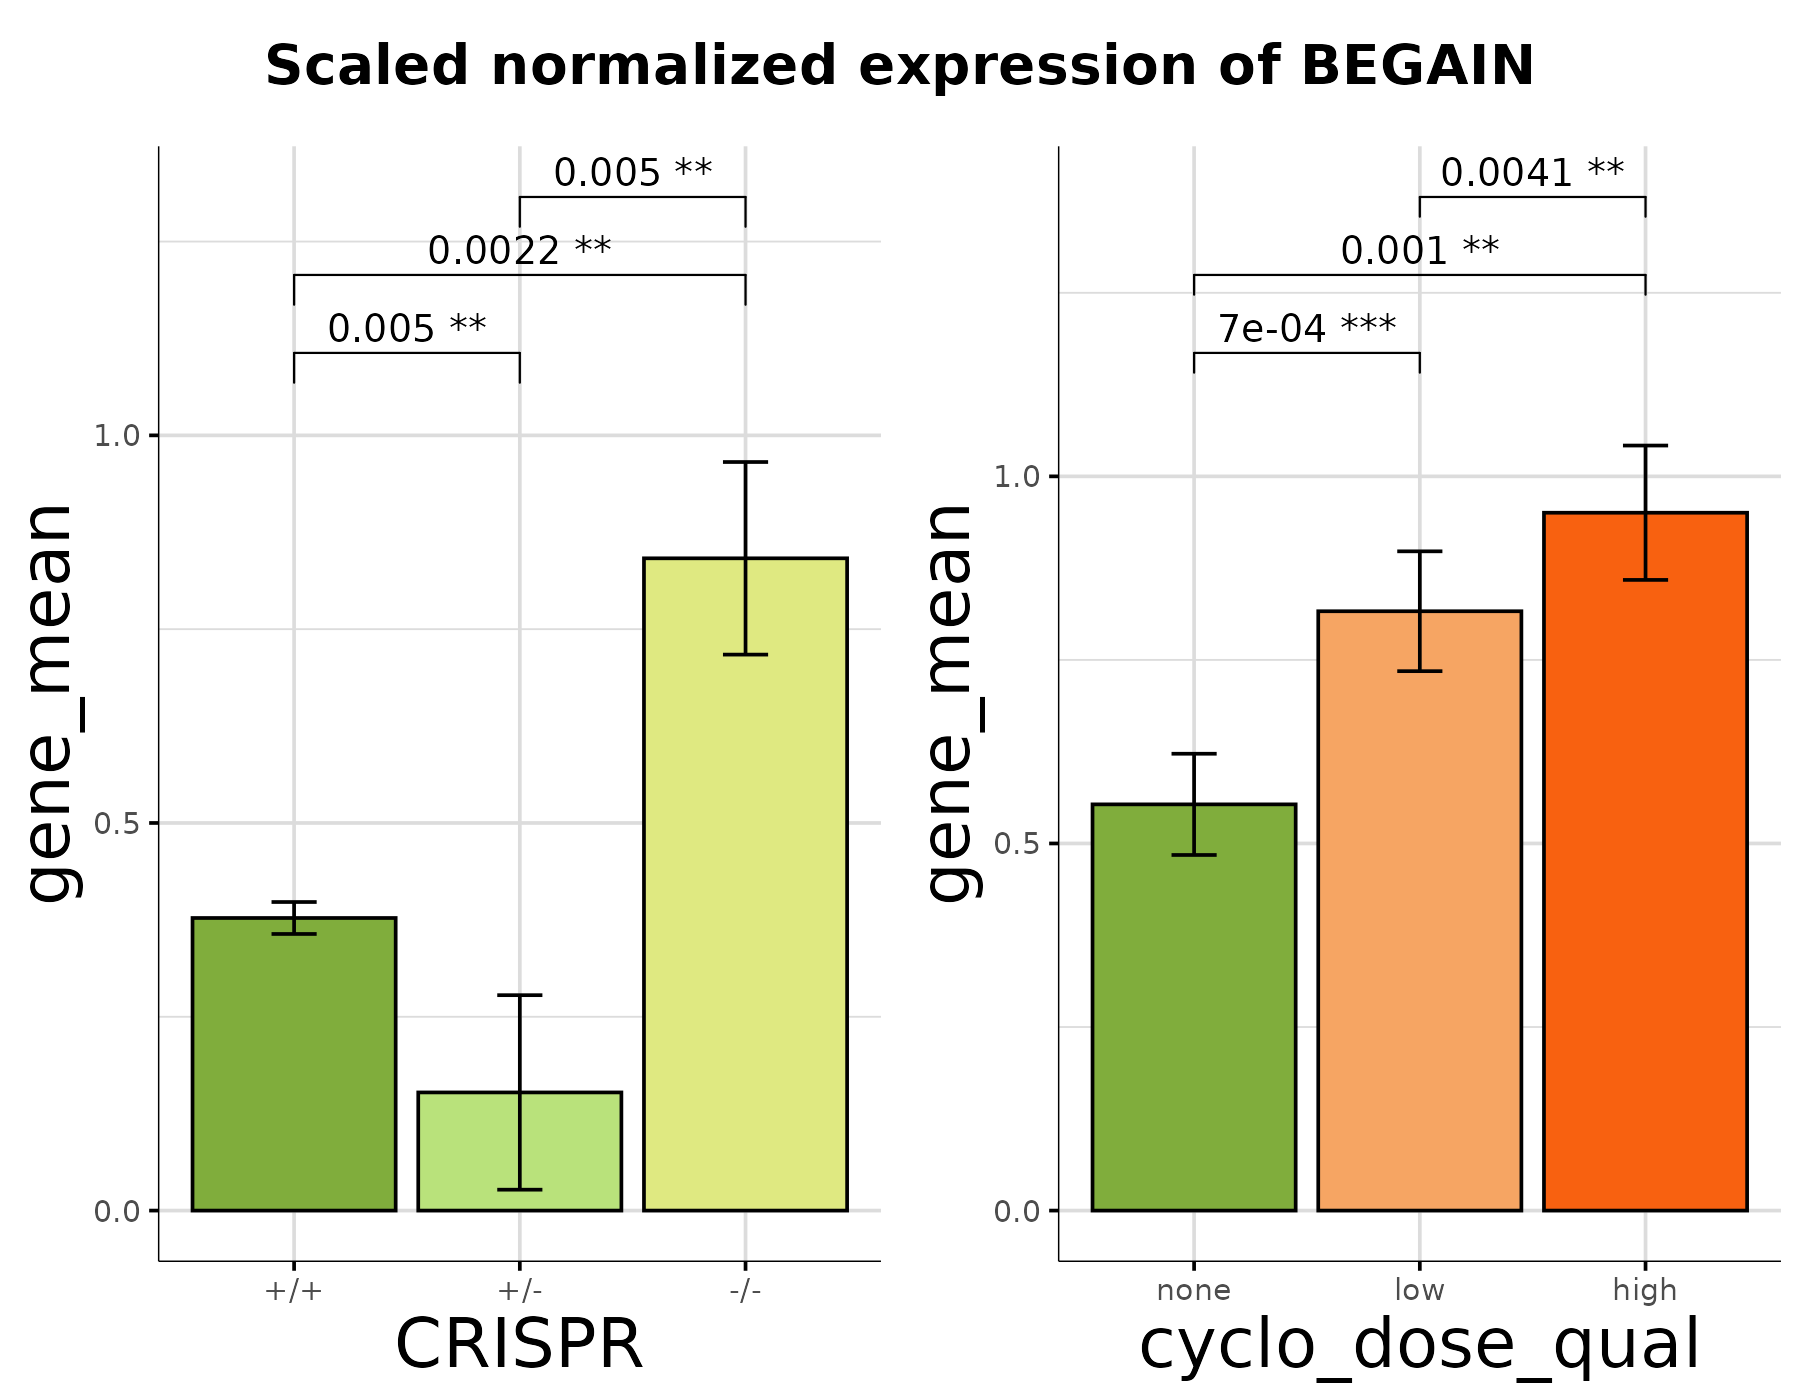 Scaled normalized expression of BEGAIN
gene_mean
0.005 **
0.0022 **
0.005 **
1.0
0.5
0.0
+/+
+/-
-/-
CRISPR
gene_mean
0.0041 **
0.001 **
7e-04 ***
1.0
0.5
0.0
none
low
high
cyclo_dose_qual